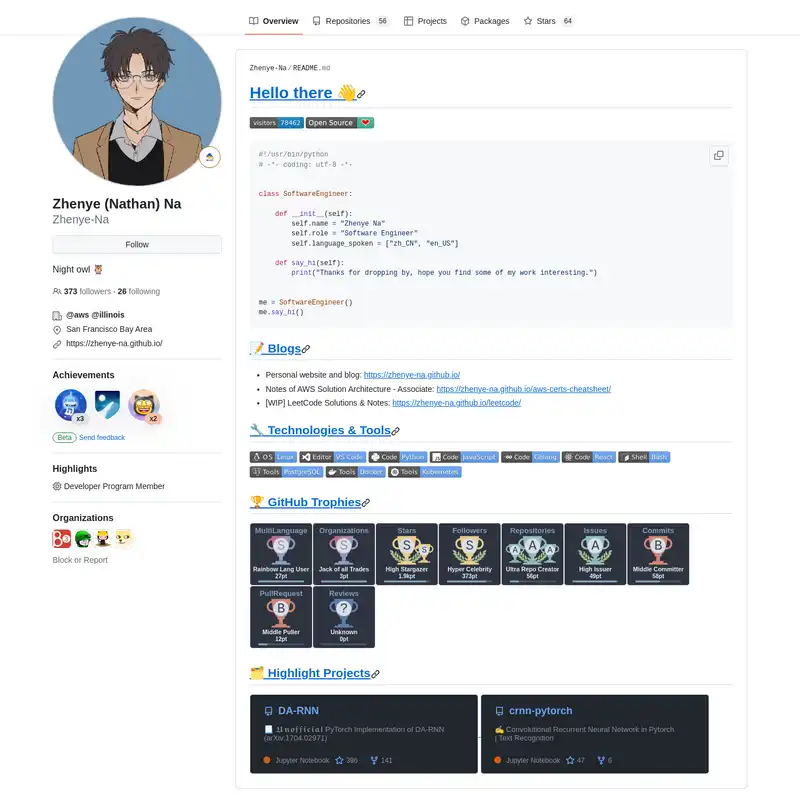 Overview Repositories 56 Projects Packages Stars 64
Zhenye (Nathan) Na
Zhenye-Na
Follow
Night owl 🦉
373 followers · 26 following
@aws @illinois
San Francisco Bay Area
https://zhenye-na.github.io/
Achievements
x3 x2
Beta Send feedback
Highlights
Developer Program Member
Organizations
Block or Report
Zhenye-Na / README.md
Hello there 👋
visitors 78462 Open Source ❤
#!/usr/bin/python
# -*- coding: utf-8 -*-
class SoftwareEngineer:
def __init__(self):
self.name = "Zhenye Na"
self.role = "Software Engineer"
self.language_spoken = ["zh_CN", "en_US"]
def say_hi(self):
print("Thanks for dropping by, hope you find some of my work interesting.")
me = SoftwareEngineer()
me.say_hi()
📝 Blogs
• Personal website and blog: https://zhenye-na.github.io/
• Notes of AWS Solution Architecture - Associate: https://zhenye-na.github.io/aws-certs-cheatsheet/
• [WIP] LeetCode Solutions & Notes: https://zhenye-na.github.io/leetcode/
🔧 Technologies & Tools
OS Linux Editor VS Code Code Python Code JavaScript Code Golang Code React Shell Bash
Tools PostgreSQL Tools Docker Tools Kubernetes
🏆 GitHub Trophies
MultiLanguage Organizations Stars Followers Repositories Issues Commits
S S S S S A A A A B
Rainbow Lang User Jack of all Trades High Stargazer Hyper Celebrity Ultra Repo Creator High Issuer Middle Committer
27pt 3pt 1.9kpt 373pt 56pt 49pt 58pt
PullRequest Reviews
B ?
Middle Puller Unknown
12pt 0pt
🗂️ Highlight Projects
DA-RNN
📃 𝖀𝖓𝖔𝖋𝖋𝖎𝖈𝖎𝖆𝖑 PyTorch Implementation of DA-RNN
(arXiv:1704.02971)
Jupyter Notebook 396 141
crnn-pytorch
✍️ Convolutional Recurrent Neural Network in Pytorch
| Text Recognition
Jupyter Notebook 47 6